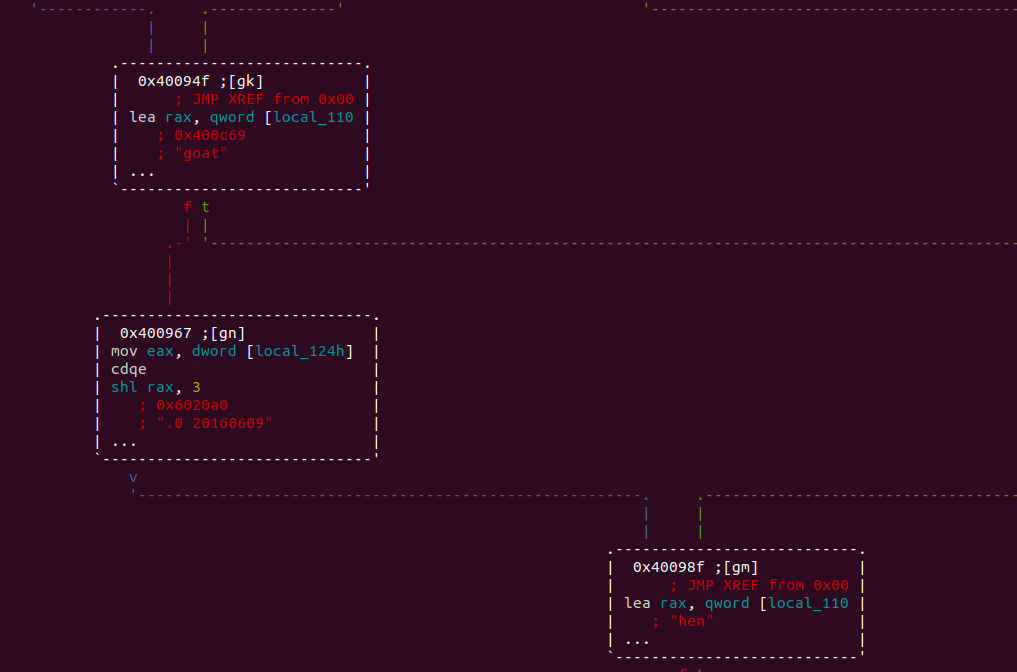 0x40094f ;[gk]
; JMP XREF from 0x00
lea rax, qword [local_110
; 0x400c69
; "goat"
...
f t
0x400967 ;[gn]
mov eax, dword [local_124h]
cdqe
shl rax, 3
; 0x6020a0
; ".0 20160609"
...
v
0x40098f ;[gm]
; JMP XREF from 0x00
lea rax, qword [local_110
; "hen"
...